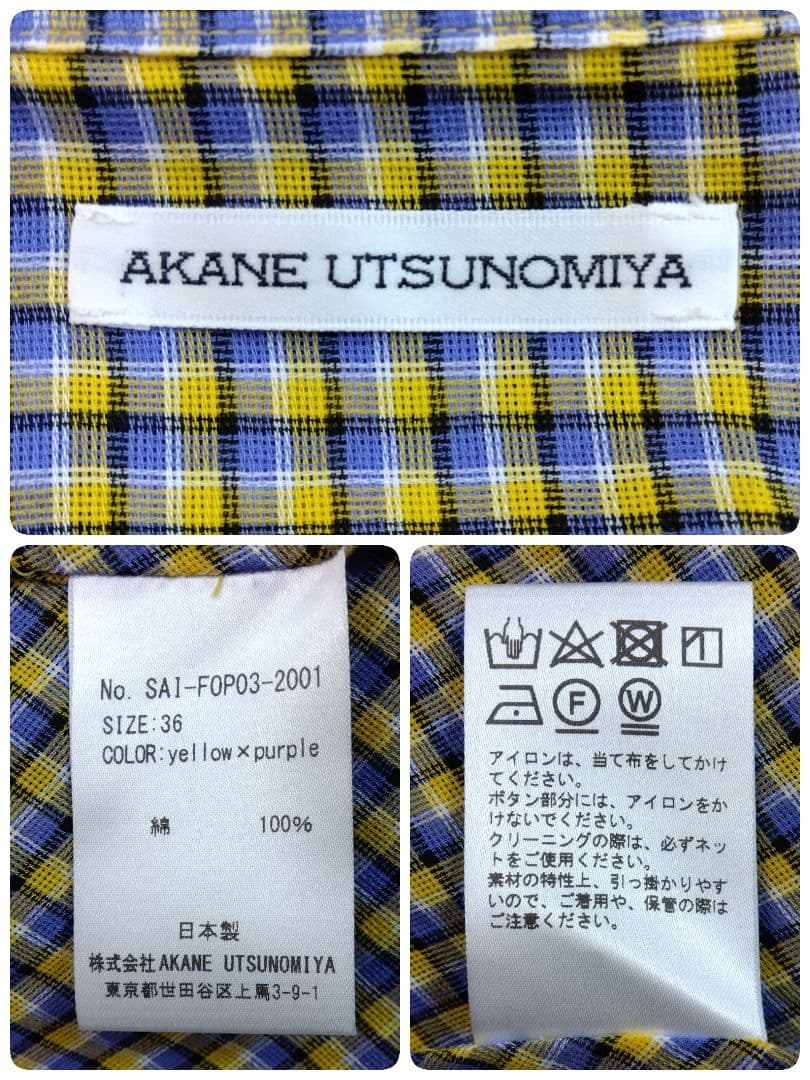 AKANE UTSUNOMIYA
No. SAI-FOP03-2001
SIZE:36
COLOR:yellow×purple
綿 100%
日本製
株式会社AKANE UTSUNOMIYA
東京都世田谷区上馬3-9-1
1
F W
アイロンは、当て布をしてかけ
てください。
ボタン部分には、アイロンをか
けないでください。
クリーニングの際は、必ずネッ
トをご使用ください。
素材の特性上、引っ掛かりやす
いので、ご着用や、保管の際は
ご注意ください。